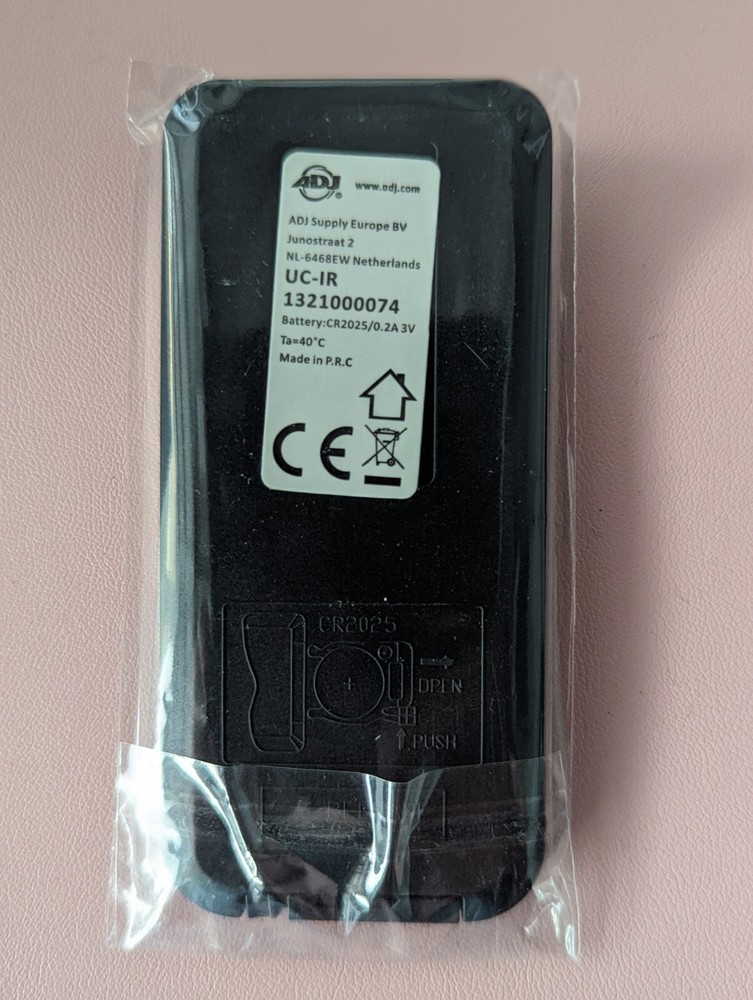 ADJ® www.adj.com
ADJ Supply Europe BV
Junostraat 2
NL-6468EW Netherlands
UC-IR
1321000074
Battery:CR2025/0.2A 3V
Ta=40°C
Made in P.R.C
CE
CR2025
OPEN
PUSH